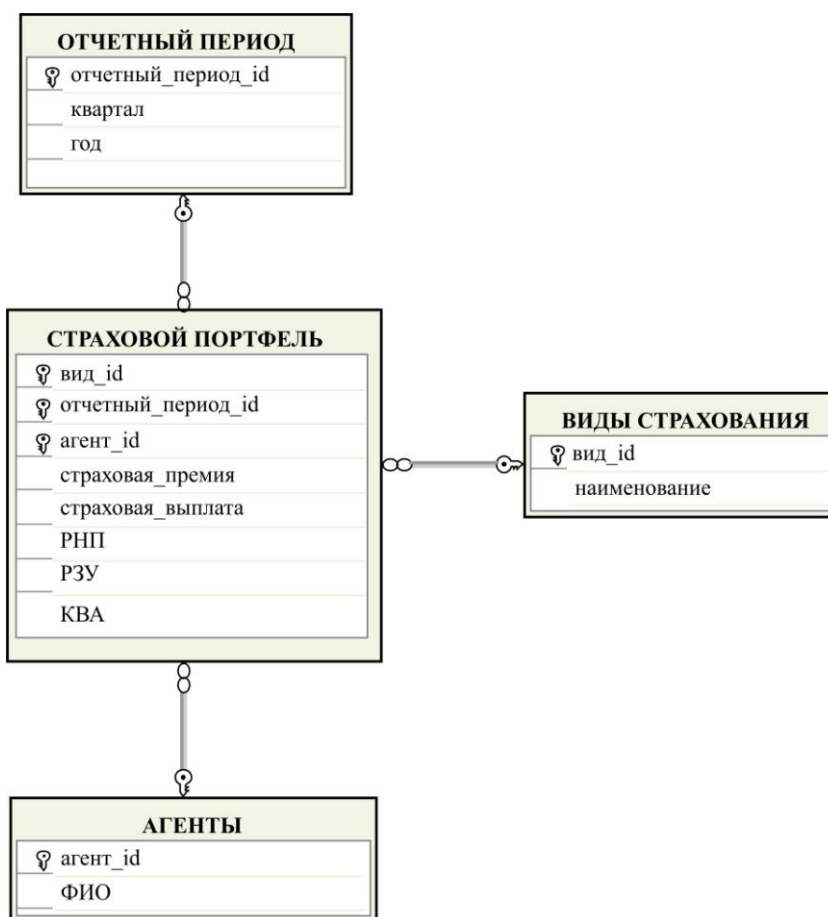 ОТЧЕТНЫЙ ПЕРИОД
отчетный_период_id
квартал
год
СТРАХОВОЙ ПОРТФЕЛЬ
вид_id
отчетный_период_id
агент_id
страховая_премия
страховая_выплата
РНП
РЗУ
КВА
ВИДЫ СТРАХОВАНИЯ
вид_id
наименование
АГЕНТЫ
агент_id
ФИО